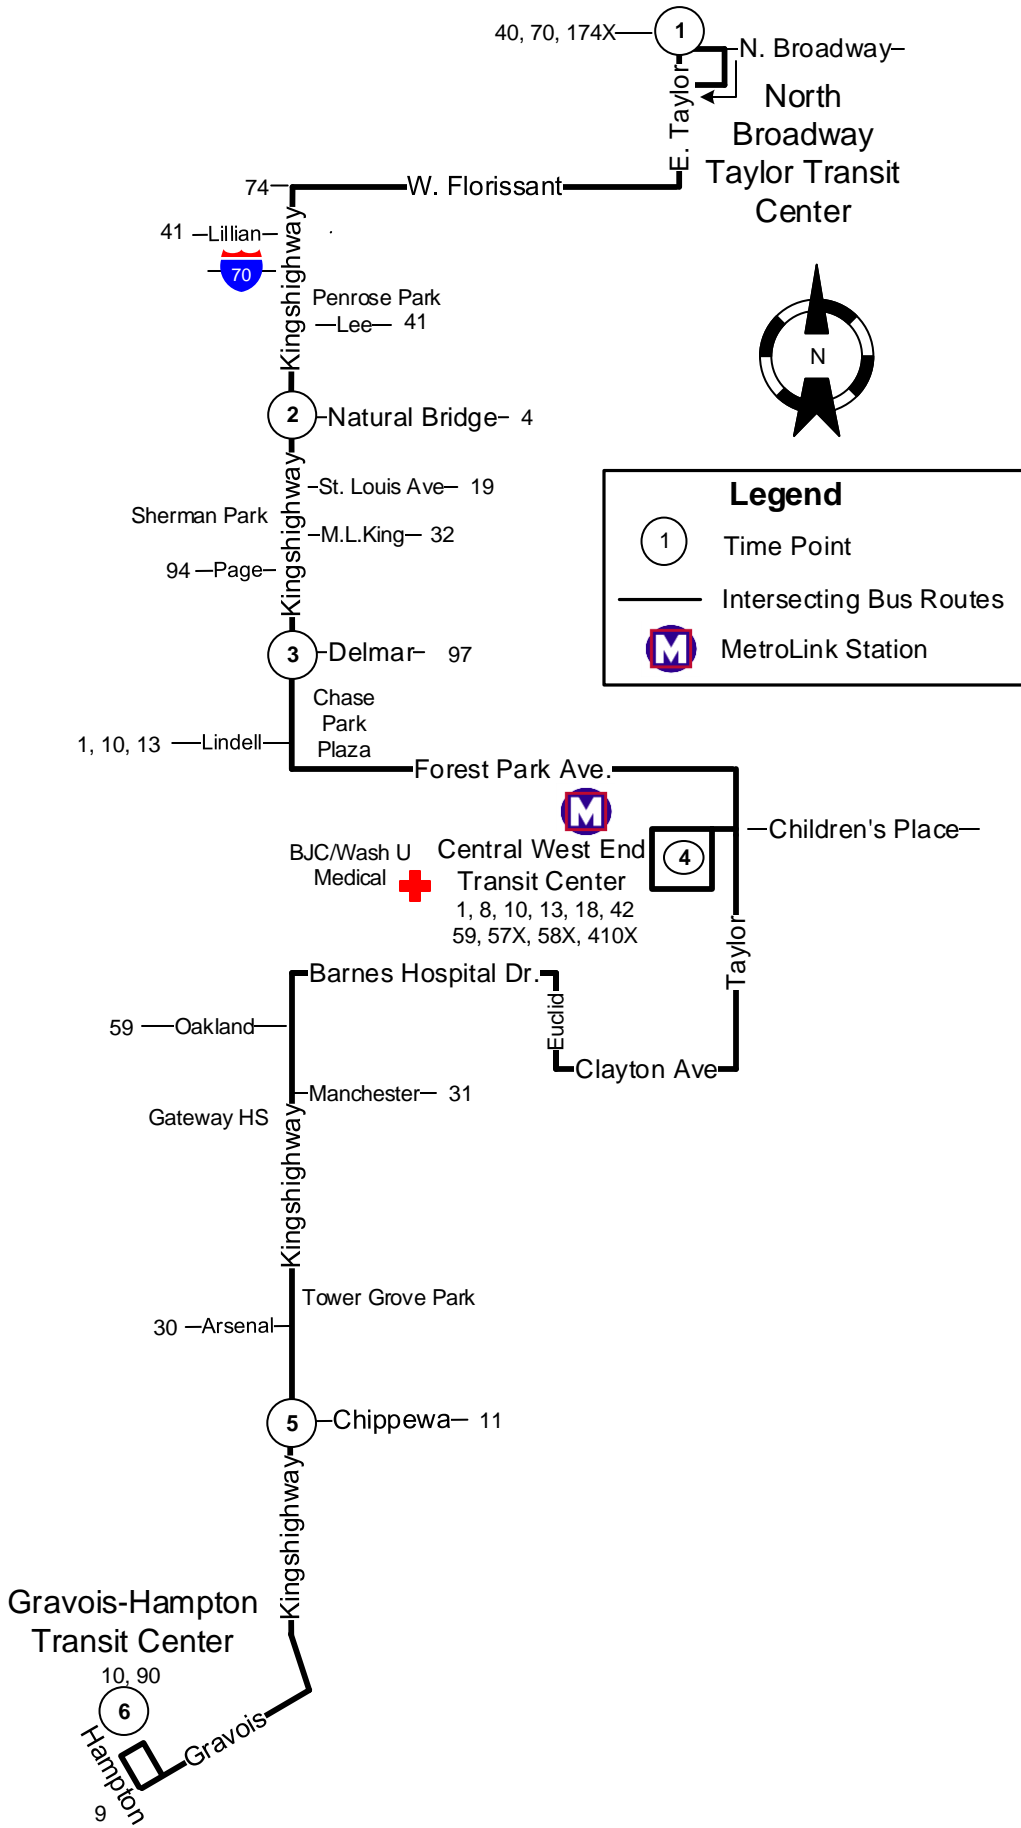 40, 70, 174X
1
N. Broadway
E. Taylor
North
Broadway
Taylor Transit
Center
W. Florissant
74
41
Lillian
70
Kingshighway
Penrose Park
Lee
41
N
2
Natural Bridge
4
Kingshighway
St. Louis Ave
19
Sherman Park
M.L.King
32
94
Page
Legend
1
Time Point
Intersecting Bus Routes
M
MetroLink Station
3
Delmar
97
Chase
Park
Plaza
1, 10, 13
Lindell
Forest Park Ave.
M
Children's Place
4
BJC/Wash U
Medical
Central West End
Transit Center
1, 8, 10, 13, 18, 42
59, 57X, 58X, 410X
Taylor
Barnes Hospital Dr.
Euclid
Clayton Ave
59
Oakland
Manchester
31
Gateway HS
Kingshighway
Tower Grove Park
30
Arsenal
5
Chippewa
11
Kingshighway
Gravois-Hampton
Transit Center
10, 90
6
Hampton
Gravois
9